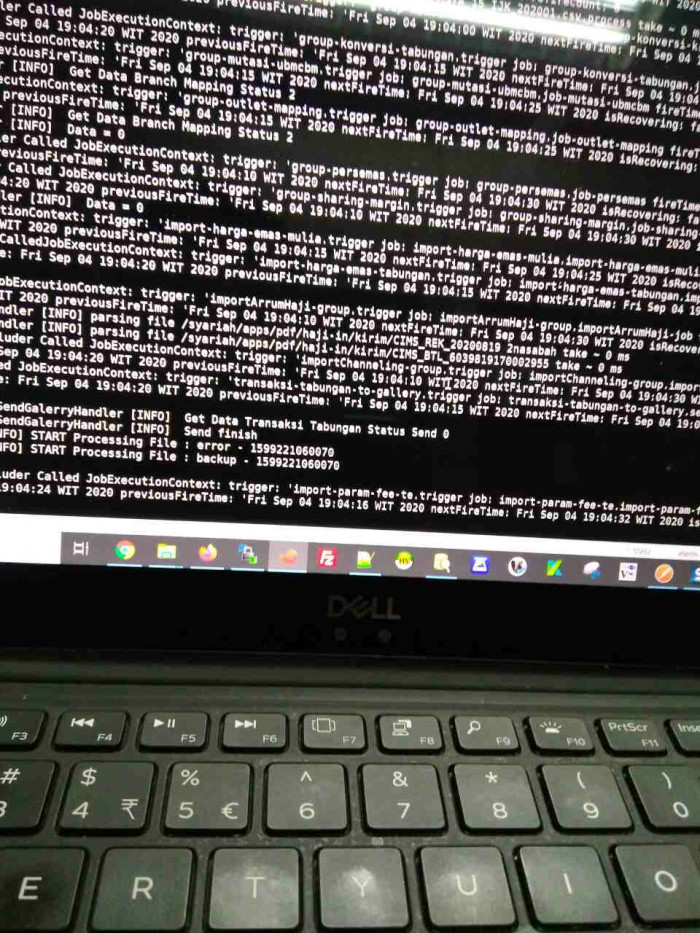 IJK_202001.csv.process take ~ 0
ler Called JobExecutionContext: trigger: 'group-konversi-tabungan.trigger job: group-konversi-tabungan.
Sep 04 19:04:20 WIT 2020 previousFireTime: 'Fri Sep 04 19:04:15 WIT 2020 nextFireTime: Fri Sep 04
ecutionContext: trigger: 'group-mutasi-ubmcbm.trigger job: group-mutasi-ubmcbm.job-mutasi-ubmcbm fireTim
eviousFireTime: 'Fri Sep 04 19:04:15 WIT 2020 nextFireTime: Fri Sep 04 19:04:25 WIT 2020 isRecovering:
r [INFO] Get Data Branch Mapping Status 2
ecutionContext: trigger: 'group-outlet-mapping.trigger job: group-outlet-mapping.job-outlet-mapping fireT
previousFireTime: 'Fri Sep 04 19:04:15 WIT 2020 nextFireTime: Fri Sep 04 19:04:25 WIT 2020 isRecovering:
r [INFO] Get Data Branch Mapping Status 2
[INFO] Data = 0
er Called JobExecutionContext: trigger: 'group-persemas.trigger job: group-persemas.job-persemas fireTime
reviousFireTime: 'Fri Sep 04 19:04:10 WIT 2020 nextFireTime: Fri Sep 04 19:04:30 WIT 2020 isRecovering:
r Called JobExecutionContext: trigger: 'group-sharing-margin.trigger job: group-sharing-margin.job-sharing-
4:20 WIT 2020 previousFireTime: 'Fri Sep 04 19:04:10 WIT 2020 nextFireTime: Fri Sep 04 19:04:30 WIT 2020
ler [INFO] Data = 0
tionContext: trigger: 'import-harga-emas-mulia.trigger job: import-harga-emas-mulia.import-harga-emas-mul
WIT 2020 previousFireTime: 'Fri Sep 04 19:04:15 WIT 2020 nextFireTime: Fri Sep 04 19:04:25 WIT 2020 isReco
CalledJobExecutionContext: trigger: 'import-harga-emas-tabungan.trigger job: import-harga-emas-tabungan.
e: Fri Sep 04 19:04:20 WIT 2020 previousFireTime: 'Fri Sep 04 19:04:15 WIT 2020 nextFireTime: Fri Sep 04 19
obExecutionContext: trigger: 'importArrumHaji-group.trigger job: importArrumHaji-group.importArrumHaji-job
IT 2020 previousFireTime: 'Fri Sep 04 19:04:10 WIT 2020 nextFireTime: Fri Sep 04 19:04:30 WIT 2020 isRecove
ndler [INFO] parsing file /syariah/apps/pdf/haji-in/kirim/CIMS_REK_20200819 2nasabah take ~ 0 ms
ndler [INFO] parsing file /syariah/apps/pdf/haji-in/kirim/CIMS_BTL_6039819170002955 take ~ 0 ms
luder Called JobExecutionContext: trigger: 'importChanneling-group.trigger job: importChanneling-group.impor
Sep 04 19:04:20 WIT 2020 previousFireTime: 'Fri Sep 04 19:04:10 WIT 2020 nextFireTime: Fri Sep 04 19:04:30 WI
ed JobExecutionContext: trigger: 'transaksi-tabungan-to-gallery.trigger job: transaksi-tabungan-to-gallery.
e: Fri Sep 04 19:04:20 WIT 2020 previousFireTime: 'Fri Sep 04 19:04:15 WIT 2020 nextFireTime: Fri Sep 04 19:0
SendGalerryHandler [INFO] Get Data Transaksi Tabungan Status Send 0
SendGalerryHandler [INFO] Send finish
NFO] START Processing File : error - 1599221060070
NFO] START Processing File : backup - 1599221060070
luder Called JobExecutionContext: trigger: 'import-param-fee-te.trigger job: import-param-fee-te.import-param-f
19:04:24 WIT 2020 previousFireTime: 'Fri Sep 04 19:04:16 WIT 2020 nextFireTime: Fri Sep 04 19:04:32 WIT 2020 is
SSH2
xterm
DELL
F3 F4 F5 F6 F7 F8 F9 F10 PrtScr F11 Inse
# $ % ^ & * ( )
3 4 ₹ 5 € 6 7 8 9 0
E R T Y U I O